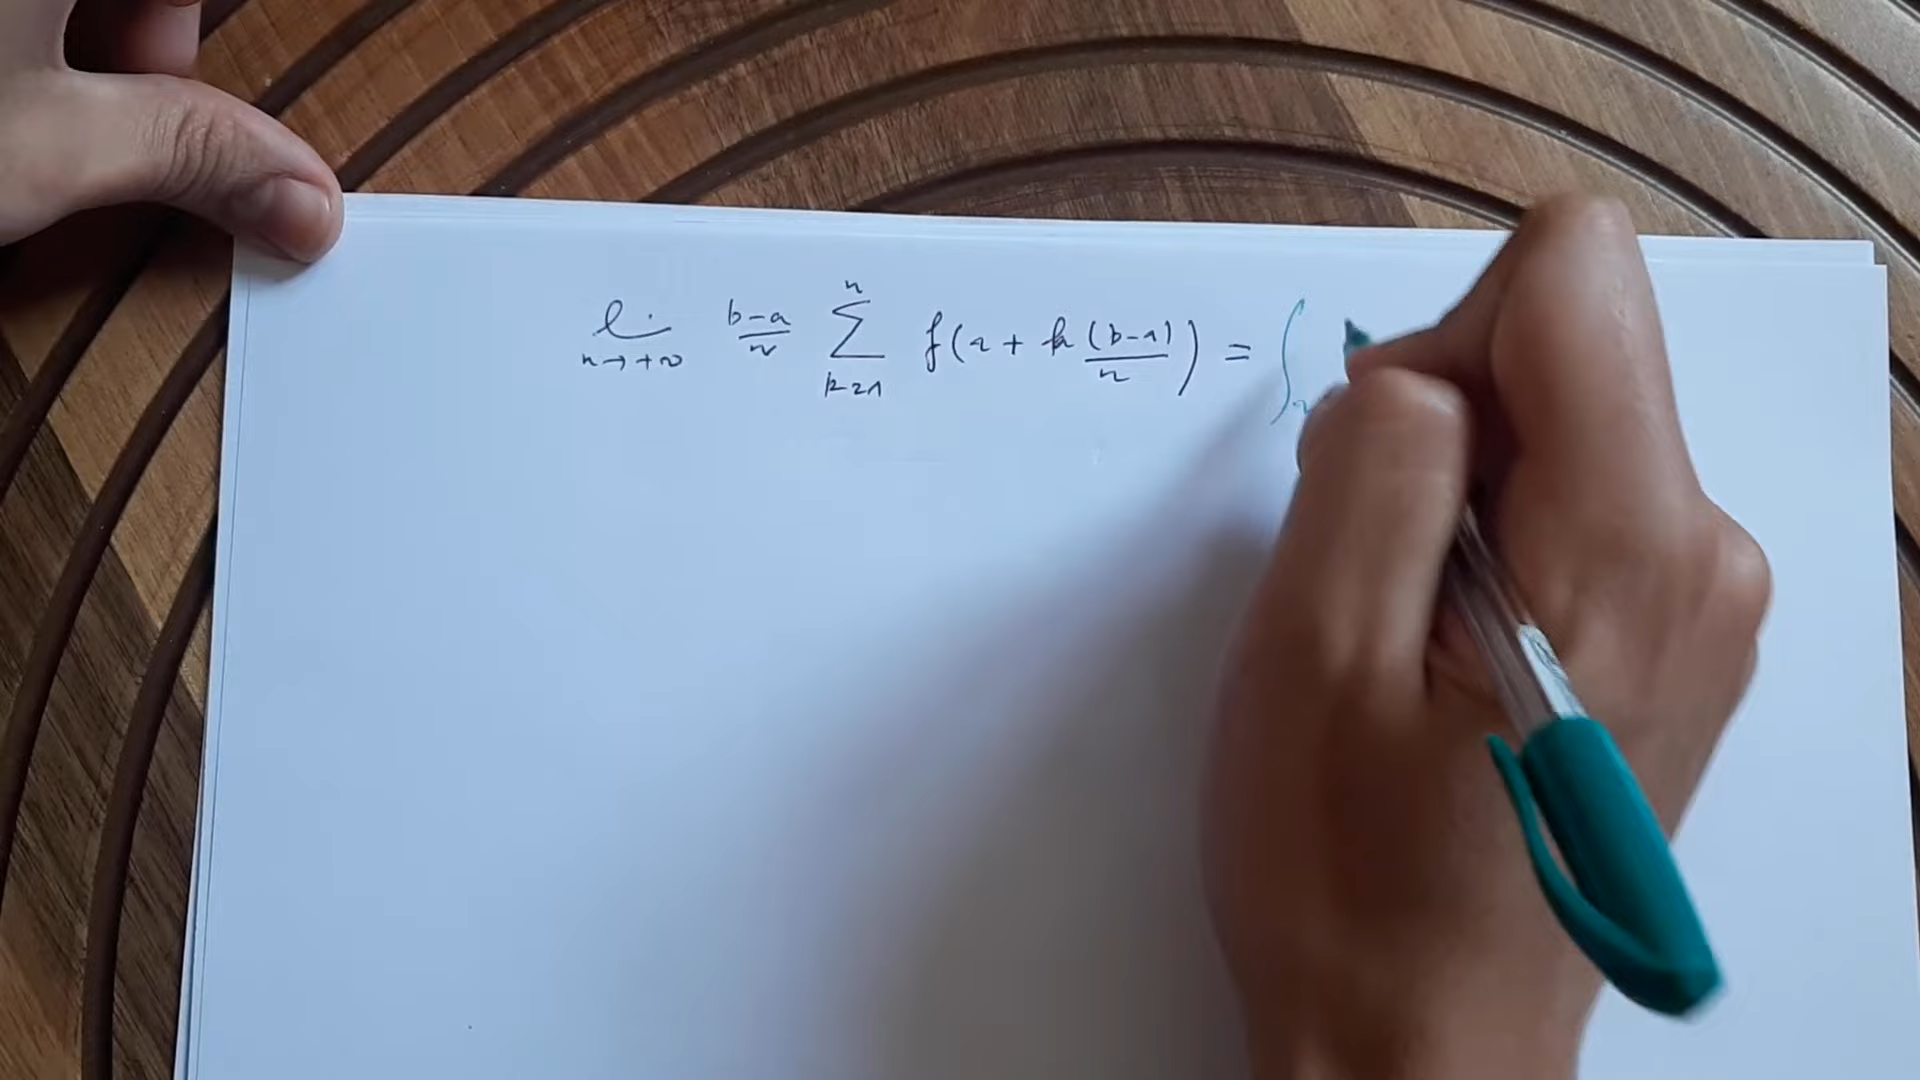 lim n→+∞ b-a/n ∑ k=1 n f(a + k (b-a)/n) = ∫ a